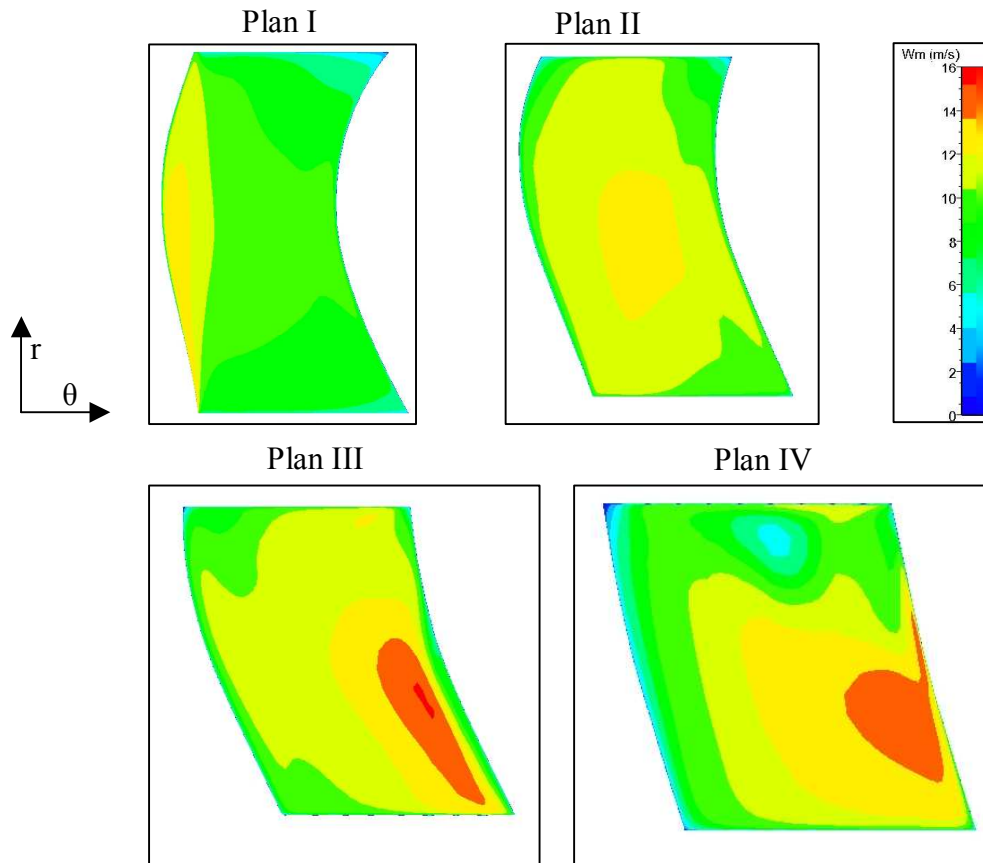 Plan I
Plan II
Wm (m/s)
16
14
12
10
8
6
4
2
0
r
θ
Plan III
Plan IV